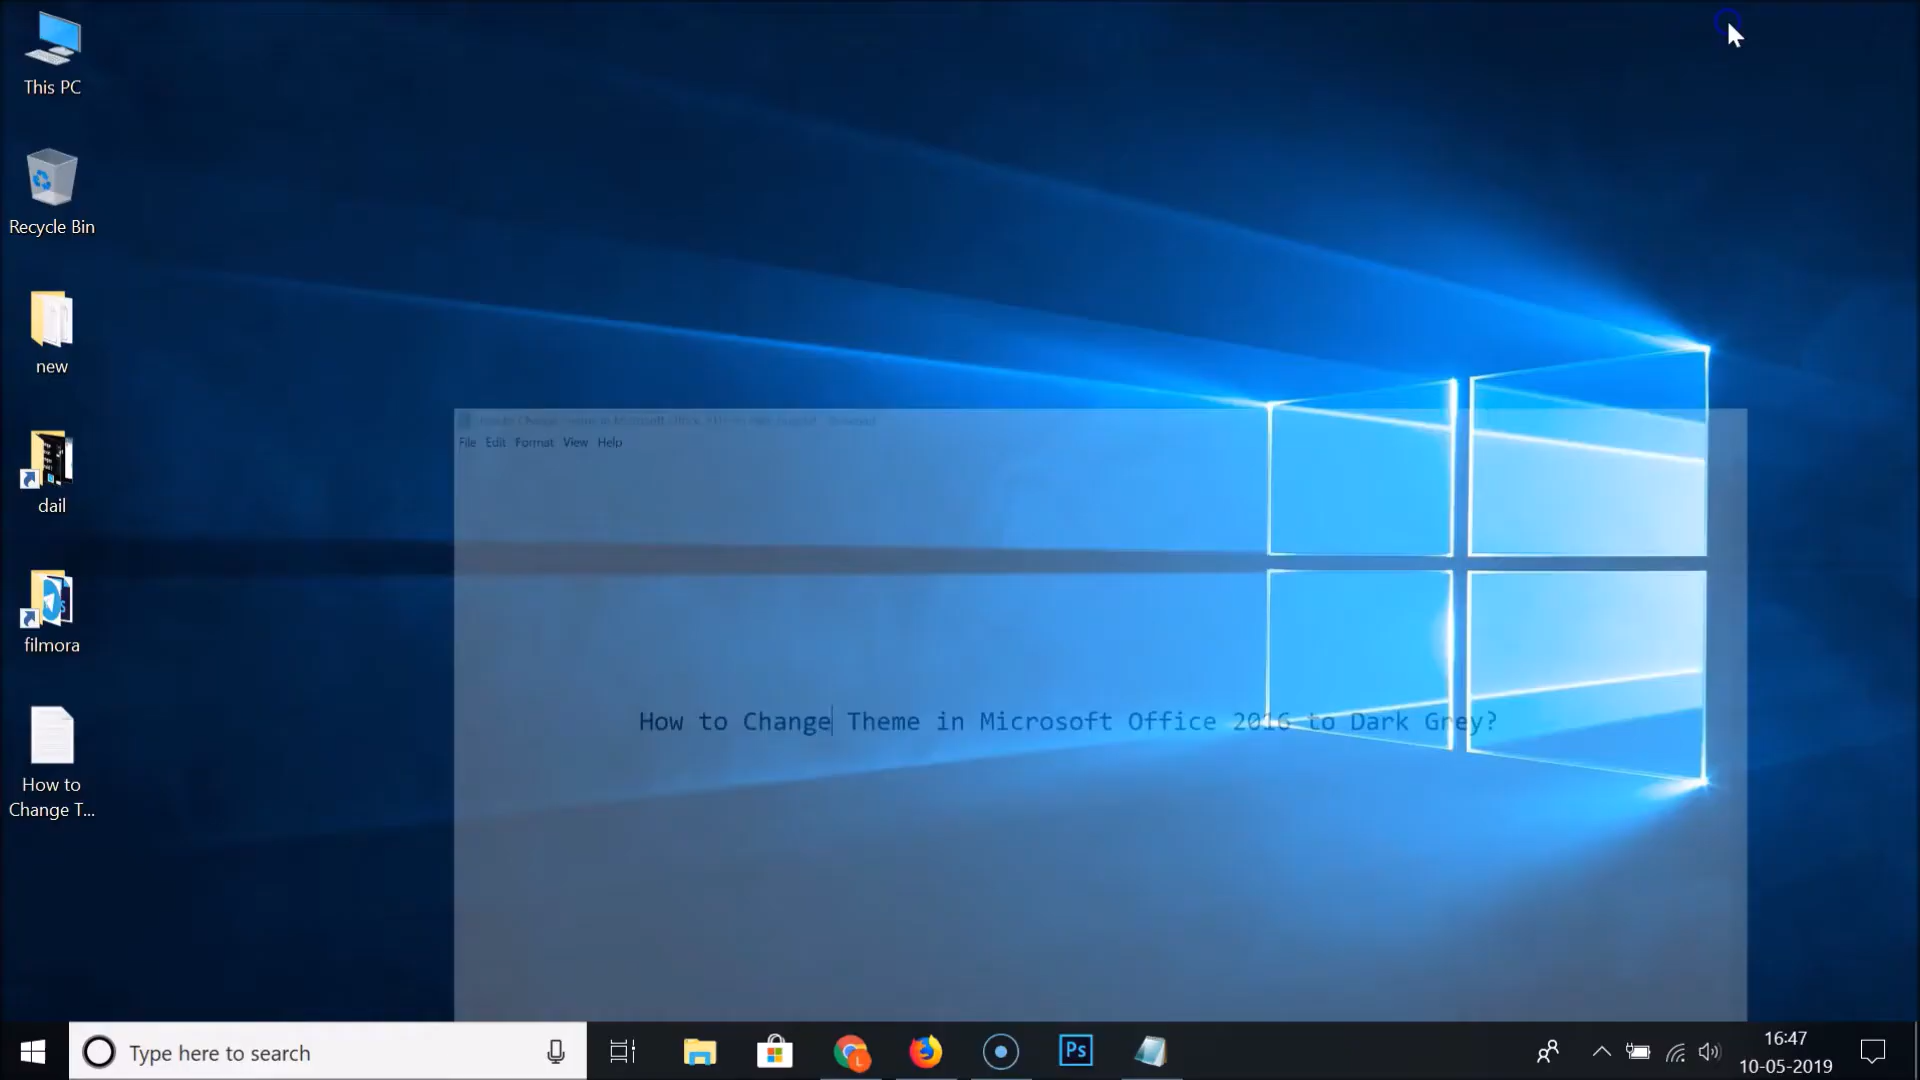 This PC
Recycle Bin
new
dail
filmora
How to
Change T...
File Edit Format View Help
How to Change Theme in Microsoft Office 2016 to Dark Grey?
Type here to search
Ps
L
16:47
10-05-2019